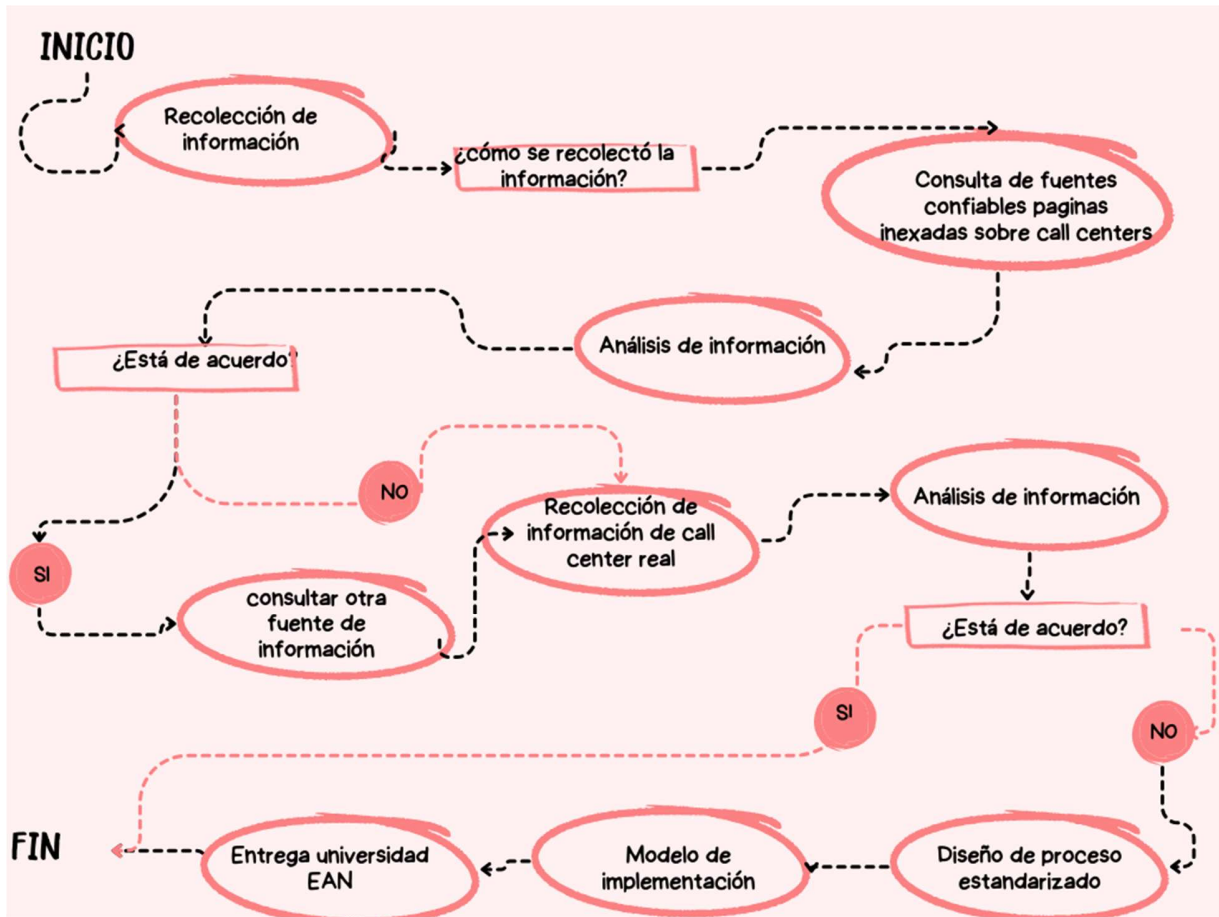 INICIO
Recolección de
información
¿cómo se recolectó la
información?
Consulta de fuentes
confiables paginas
inexadas sobre call centers
Análisis de información
¿Está de acuerdo?
NO
Recolección de
información de call
center real
Análisis de información
SI
consultar otra
fuente de
información
¿Está de acuerdo?
SI
NO
FIN
Entrega universidad
EAN
Modelo de
implementación
Diseño de proceso
estandarizado